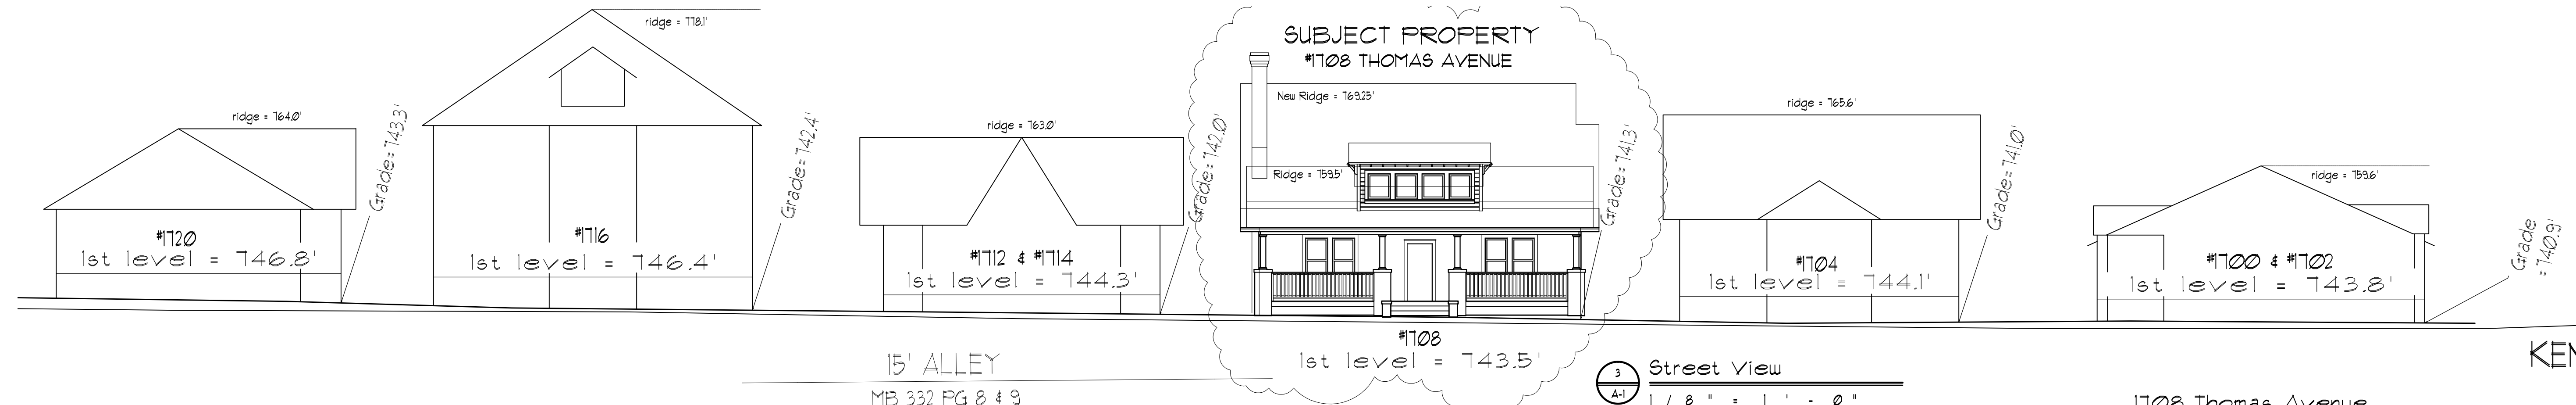 ridge = 764.0'
Grade=743.3'
#1720
1st level = 746.8'
ridge = 778.1'
Grade=742.4'
#1716
1st level = 746.4'
ridge = 763.0'
Grade=742.0'
#1712 & #1714
1st level = 744.3'
SUBJECT PROPERTY
#1708 THOMAS AVENUE
New Ridge = 769.25'
Ridge = 759.5'
Grade=741.3'
#1708
1st level = 743.5'
ridge = 765.6'
Grade=741.0'
#1704
1st level = 744.1'
ridge = 759.6'
Grade
=740.9'
#1700 & #1702
1st level = 743.8'
15' ALLEY
MB 332 PG 8 & 9
3
A-1
Street View
1/8" = 1'-0"
KEN
1708 Thomas Avenue